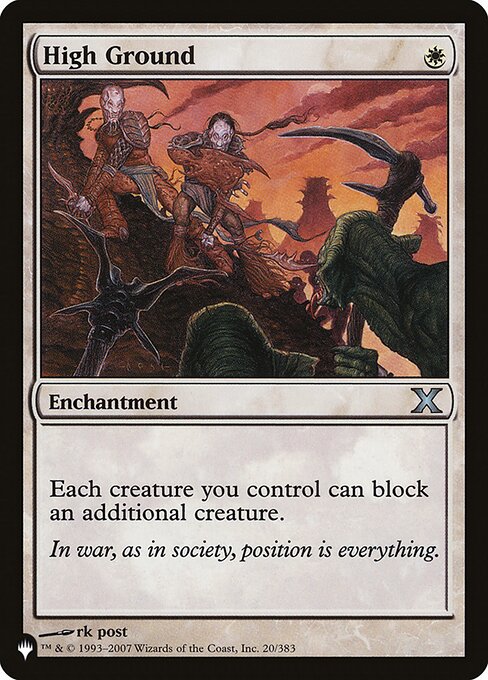 High Ground
Enchantment
X
Each creature you control can block
an additional creature.
In war, as in society, position is everything.
rk post
™ & © 1993–2007 Wizards of the Coast, Inc. 20/383